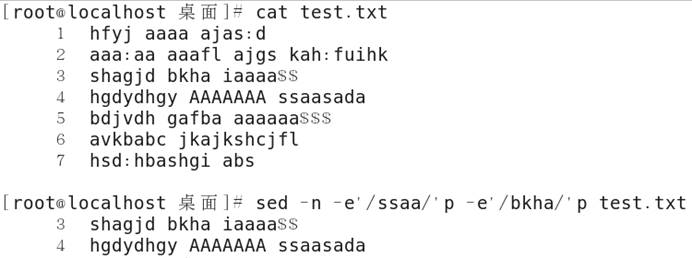 [root@localhost 桌面]# cat test.txt
1 hfyj aaaa ajas:d
2 aaa:aa aaafl ajgs kah:fuihk
3 shagjd bkha iaaaa$$
4 hgdydhgy AAAAAAA ssaasada
5 bdjvdh gafba aaaaaa$$$
6 avkbabc jkajkshcjfl
7 hsd:hbashgi abs
[root@localhost 桌面]# sed -n -e'/ssaa/'p -e'/bkha/'p test.txt
3 shagjd bkha iaaaa$$
4 hgdydhgy AAAAAAA ssaasada